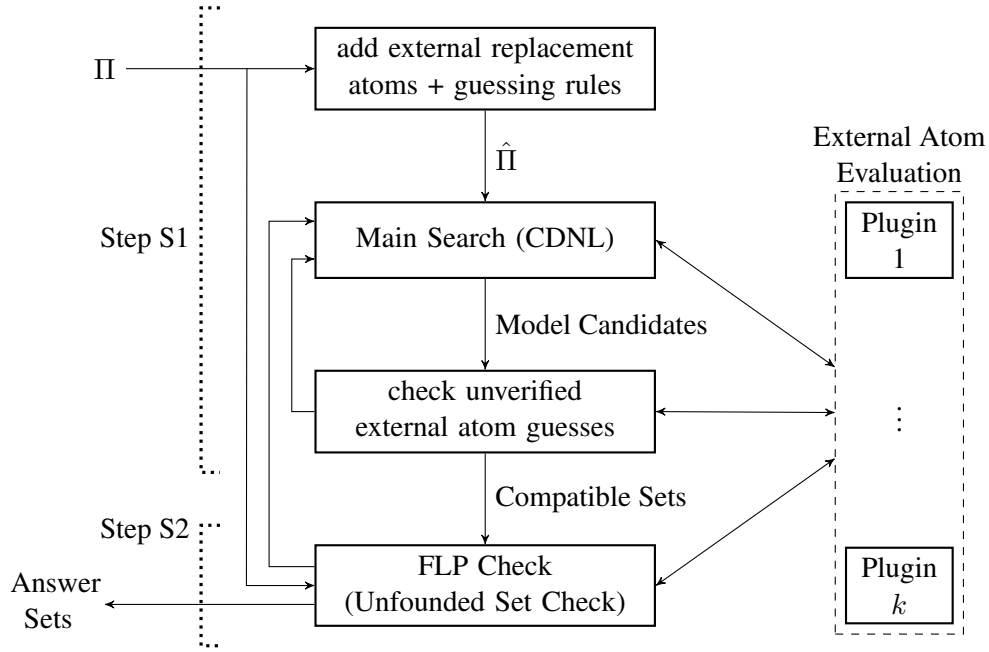 add external replacement
atoms + guessing rules
Π
Π̂
External Atom
Evaluation
Plugin
1
Step S1
Main Search (CDNL)
Model Candidates
check unverified
external atom guesses
⋮
Compatible Sets
Step S2
FLP Check
(Unfounded Set Check)
Plugin
k
Answer
Sets